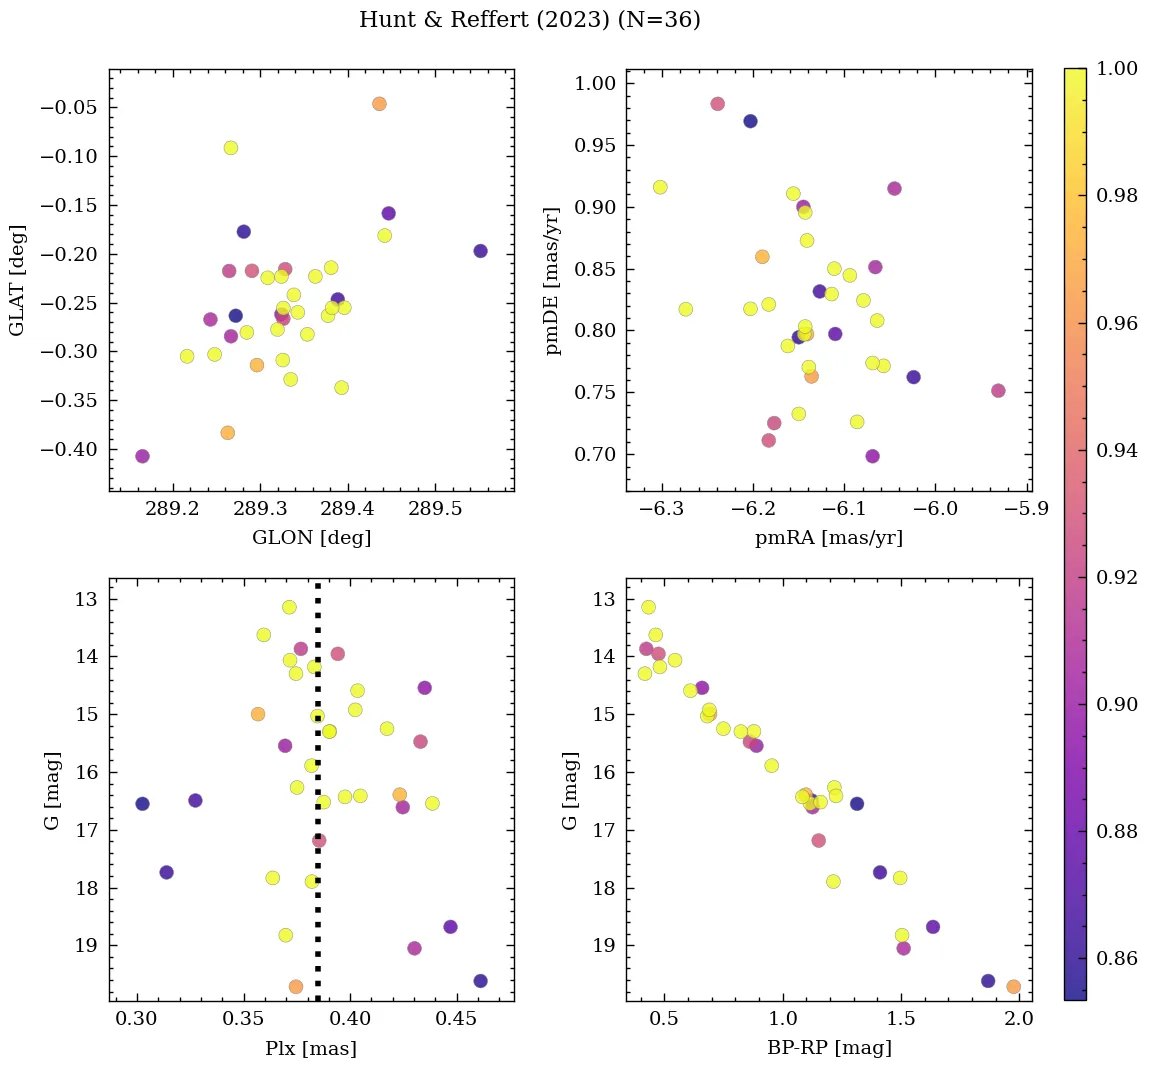 Hunt & Reffert (2023) (N=36)
−0.05
−0.10
−0.15
−0.20
−0.25
−0.30
−0.35
−0.40
GLAT [deg]
289.2 289.3 289.4 289.5
GLON [deg]
1.00
0.95
0.90
0.85
0.80
0.75
0.70
pmDE [mas/yr]
−6.3 −6.2 −6.1 −6.0 −5.9
pmRA [mas/yr]
13
14
15
16
17
18
19
G [mag]
0.30 0.35 0.40 0.45
Plx [mas]
13
14
15
16
17
18
19
G [mag]
0.5 1.0 1.5 2.0
BP-RP [mag]
1.00
0.98
0.96
0.94
0.92
0.90
0.88
0.86